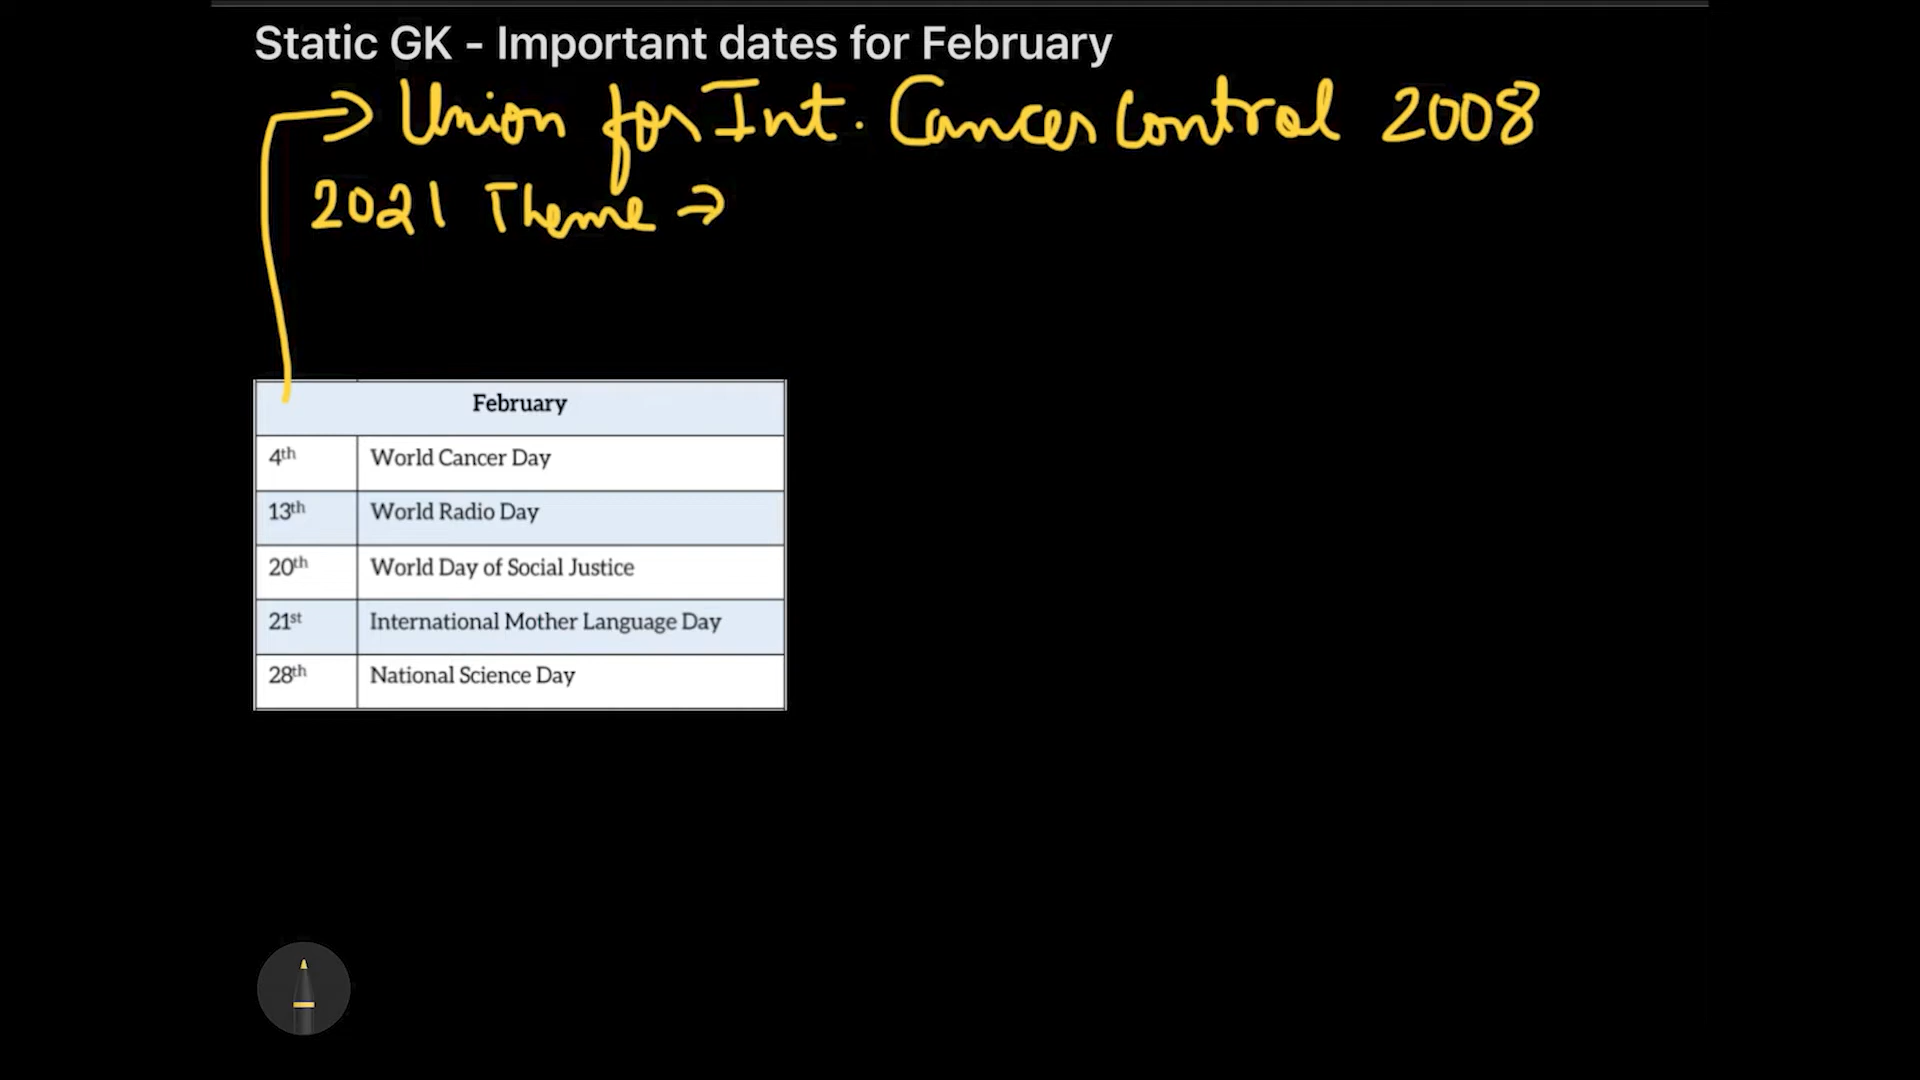 Static GK - Important dates for February
→ Union for Int. Cancer Control 2008
2021 Theme →
February
4th World Cancer Day
13th World Radio Day
20th World Day of Social Justice
21st International Mother Language Day
28th National Science Day